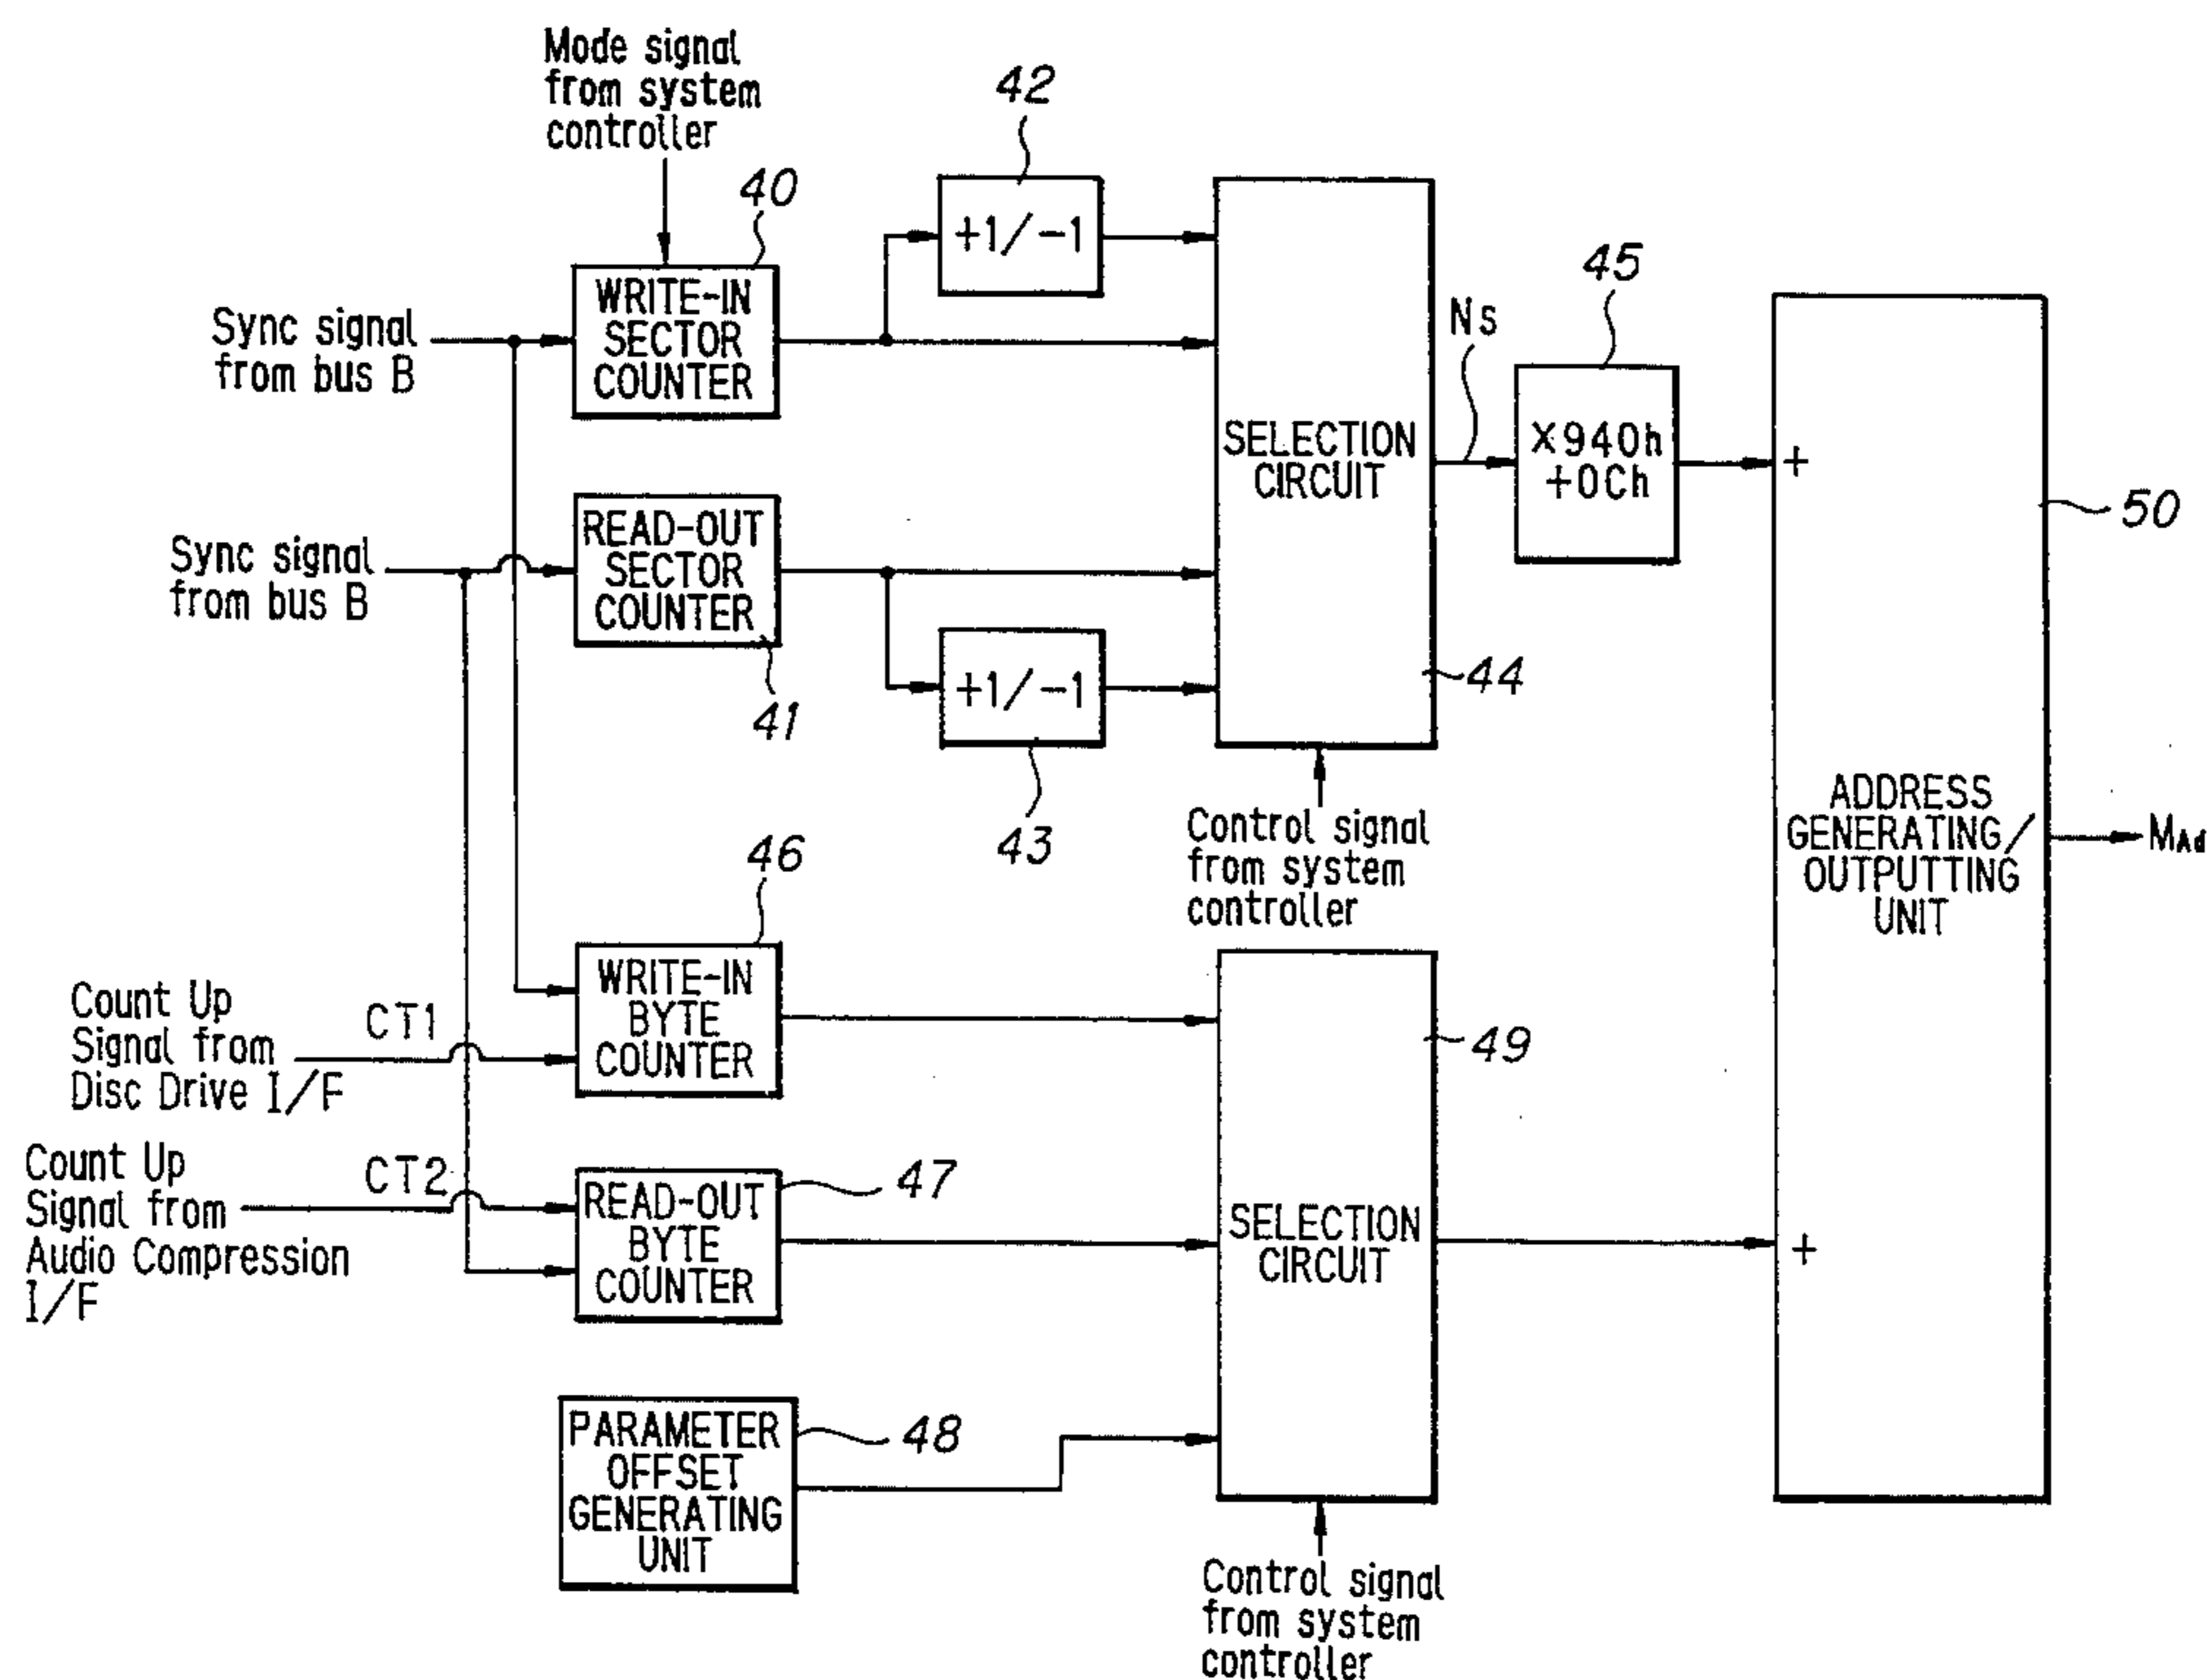 Mode signal
from system
controller
42
40
+1/-1
45
Sync signal
from bus B
WRITE-IN
SECTOR
COUNTER
SELECTION
CIRCUIT
Ns
X940h
+0Ch
+
50
Sync signal
from bus B
READ-OUT
SECTOR
COUNTER
41
+1/-1
43
44
Control signal
from system
controller
ADDRESS
GENERATING/
OUTPUTTING
UNIT
MAd
46
Count Up
Signal from
Disc Drive I/F
CT1
WRITE-IN
BYTE
COUNTER
49
Count Up
Signal from
Audio Compression
I/F
CT2
READ-OUT
BYTE
COUNTER
47
SELECTION
CIRCUIT
+
PARAMETER
OFFSET
GENERATING
UNIT
48
Control signal
from system
controller